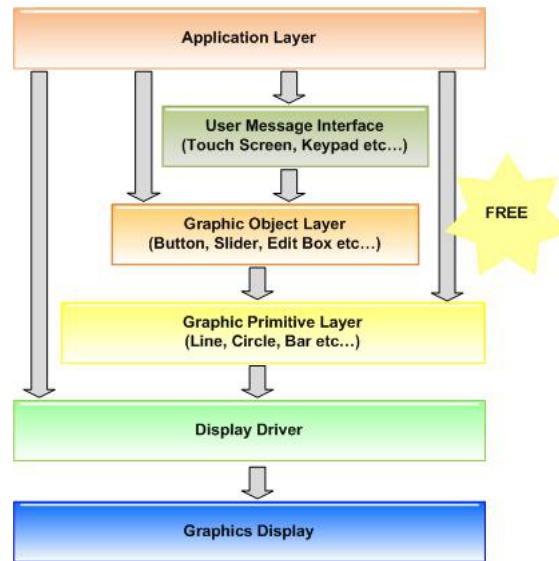 Application Layer
User Message Interface
(Touch Screen, Keypad etc…)
FREE
Graphic Object Layer
(Button, Slider, Edit Box etc…)
Graphic Primitive Layer
(Line, Circle, Bar etc…)
Display Driver
Graphics Display